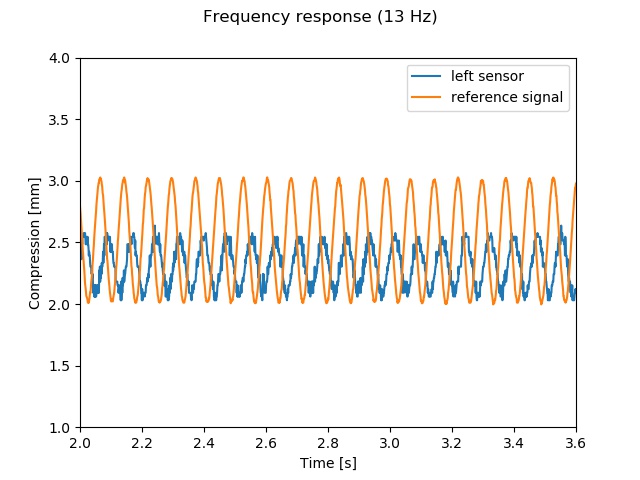 Frequency response (13 Hz)
left sensor
reference signal
4.0
3.5
3.0
2.5
2.0
1.5
1.0
Compression [mm]
2.0 2.2 2.4 2.6 2.8 3.0 3.2 3.4 3.6
Time [s]